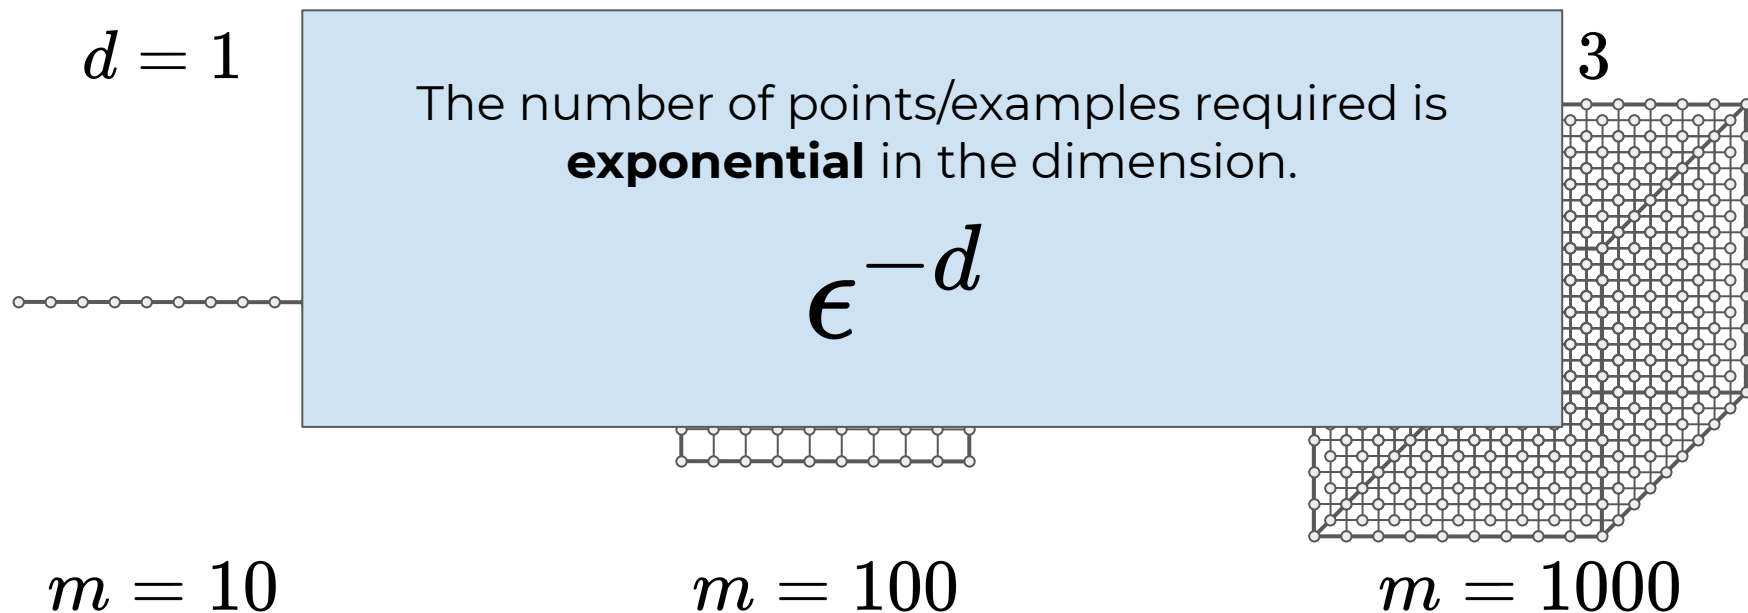 d = 1
3
The number of points/examples required is
exponential in the dimension.
ϵ^{-d}
m = 10
m = 100
m = 1000